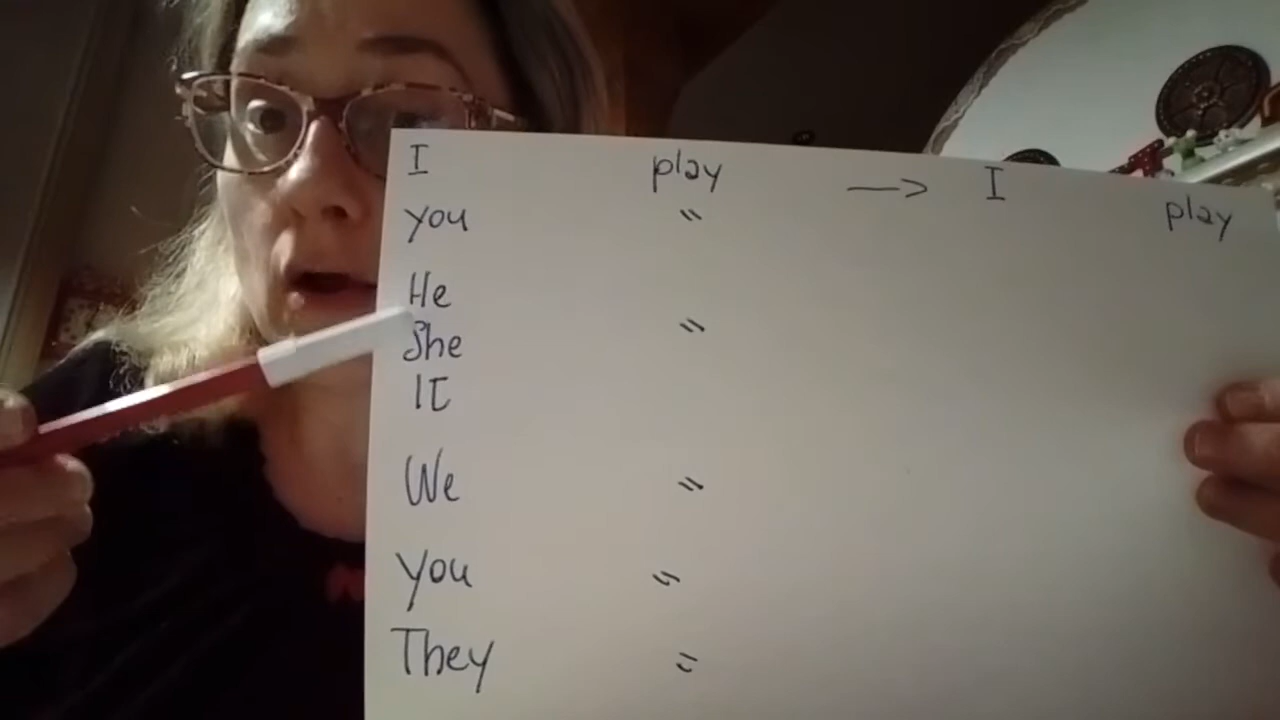 I play → I play
you "
He
She "
It
We "
you "
They "